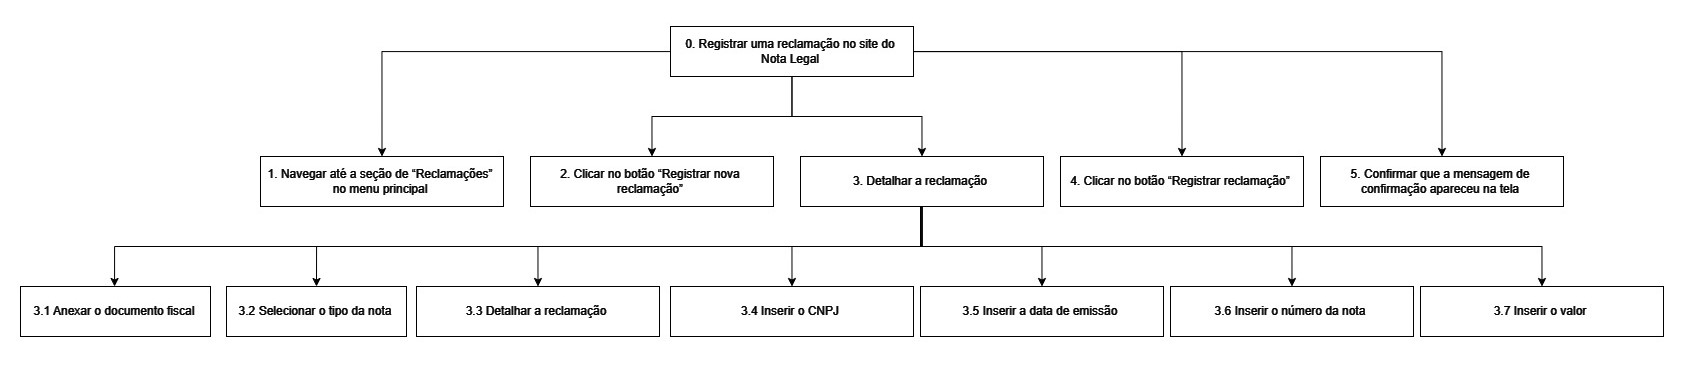 0. Registrar uma reclamação no site do
Nota Legal
1. Navegar até a seção de “Reclamações”
no menu principal
2. Clicar no botão “Registrar nova
reclamação”
3. Detalhar a reclamação
4. Clicar no botão “Registrar reclamação”
5. Confirmar que a mensagem de
confirmação apareceu na tela
3.1 Anexar o documento fiscal
3.2 Selecionar o tipo da nota
3.3 Detalhar a reclamação
3.4 Inserir o CNPJ
3.5 Inserir a data de emissão
3.6 Inserir o número da nota
3.7 Inserir o valor